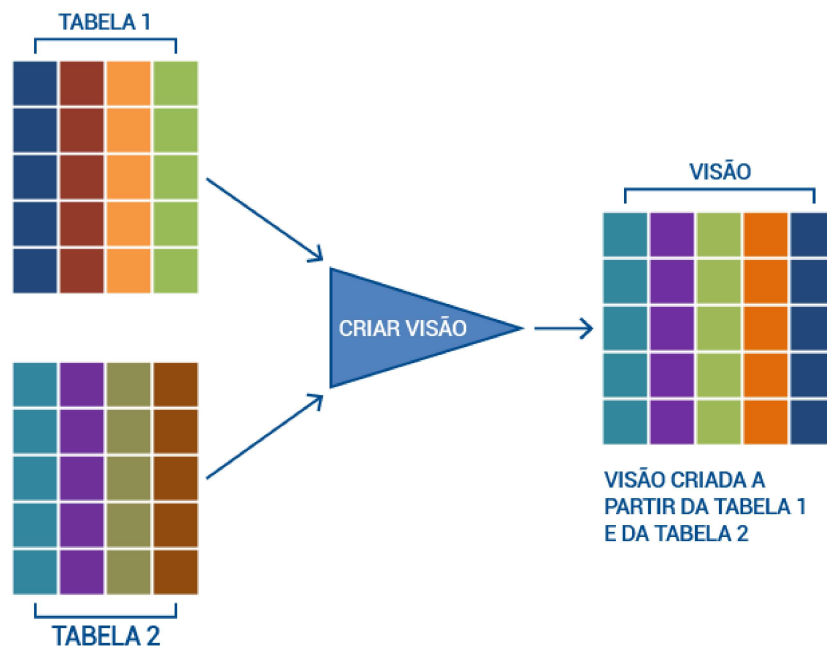 TABELA 1
VISÃO
CRIAR VISÃO
VISÃO CRIADA A
PARTIR DA TABELA 1
E DA TABELA 2
TABELA 2